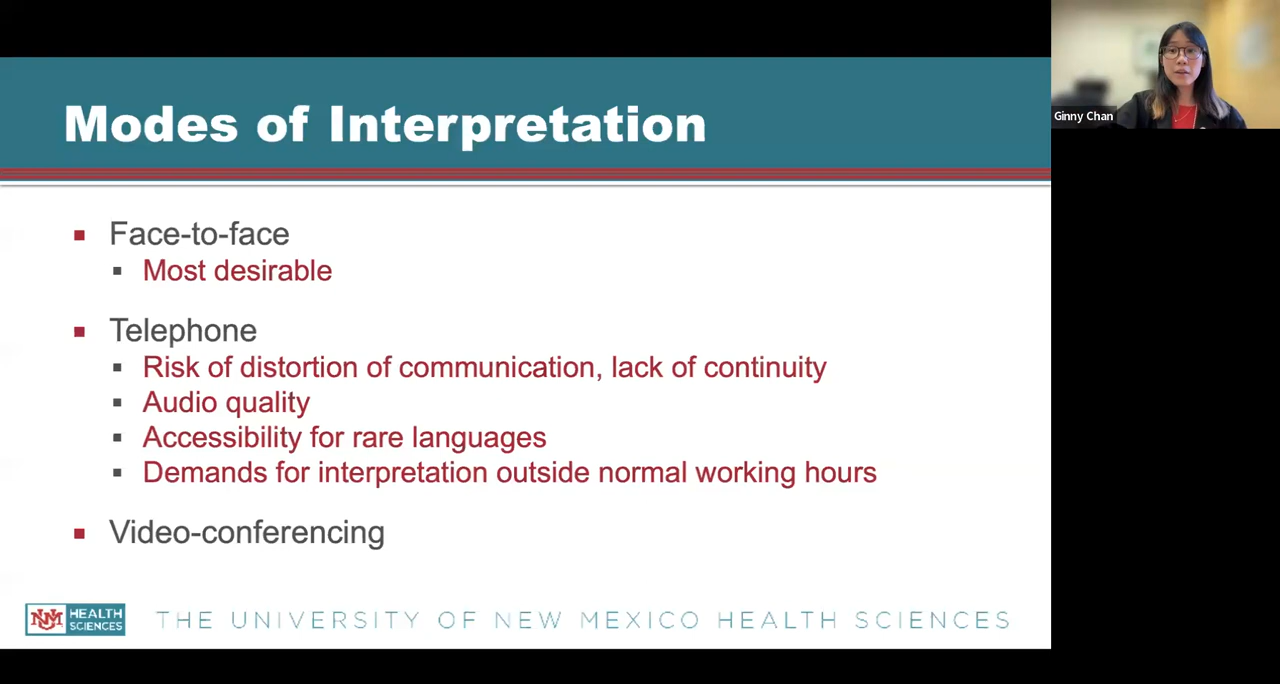 Modes of Interpretation
Ginny Chan
Face-to-face
Most desirable
Telephone
Risk of distortion of communication, lack of continuity
Audio quality
Accessibility for rare languages
Demands for interpretation outside normal working hours
Video-conferencing
UNM HEALTH SCIENCES
THE UNIVERSITY OF NEW MEXICO HEALTH SCIENCES